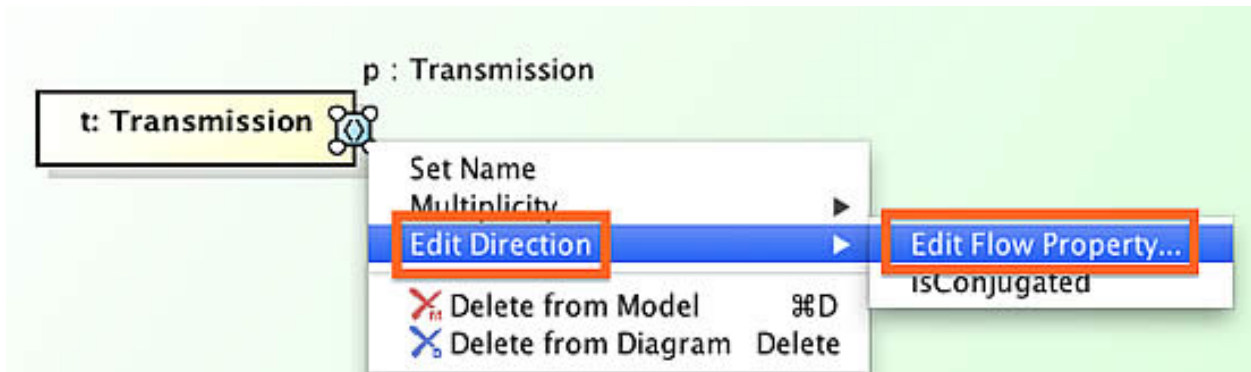 p : Transmission
t: Transmission
Set Name
Multiplicity
Edit Direction
Edit Flow Property...
isConjugated
Delete from Model ⌘D
Delete from Diagram Delete